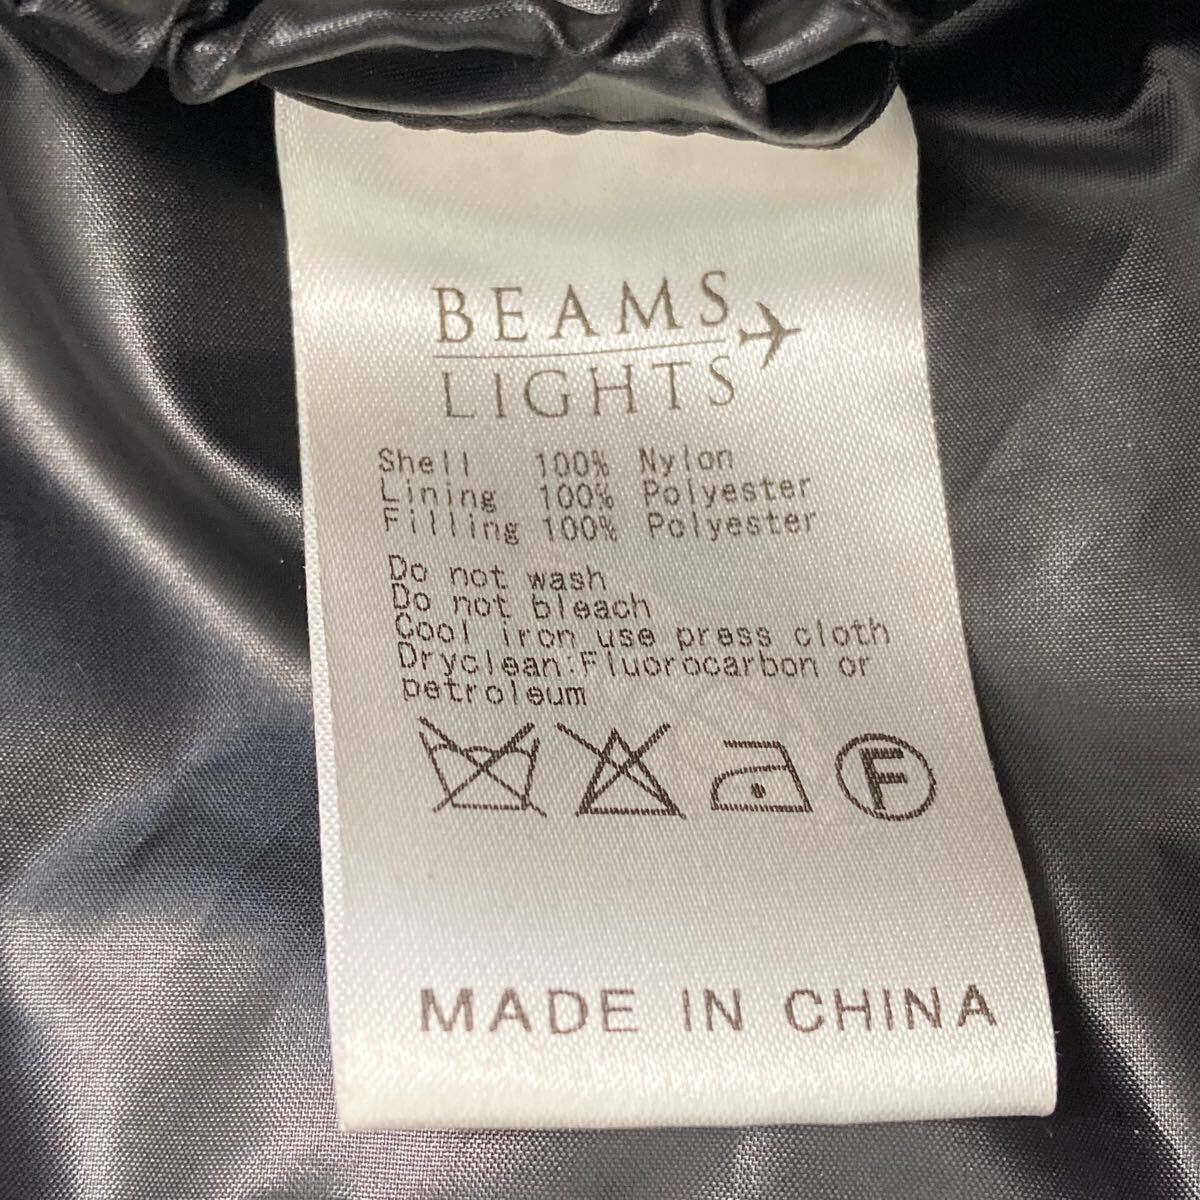 BEAMS
LIGHTS
Shell 100% Nylon
Lining 100% Polyester
Filling 100% Polyester
Do not wash
Do not bleach
Cool iron use press cloth
Dryclean:Fluorocarbon or
petroleum
F
MADE IN CHINA